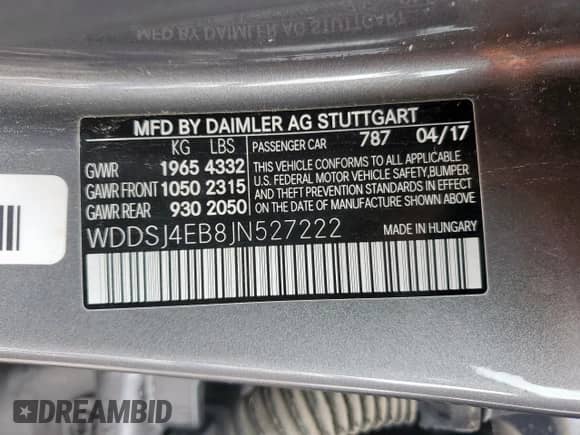 MFD BY DAIMLER AG STUTTGART
KG LBS PASSENGER CAR 787 04/17
GVWR 1965 4332
GAWR FRONT 1050 2315
GAWR REAR 930 2050
THIS VEHICLE CONFORMS TO ALL APPLICABLE
U.S. FEDERAL MOTOR VEHICLE SAFETY,BUMPER
AND THEFT PREVENTION STANDARDS IN EFFECT
ON THE DATE OF MANUFACTURE SHOWN ABOVE.
WDDSJ4EB8JN527222 MADE IN HUNGARY
DREAMBID